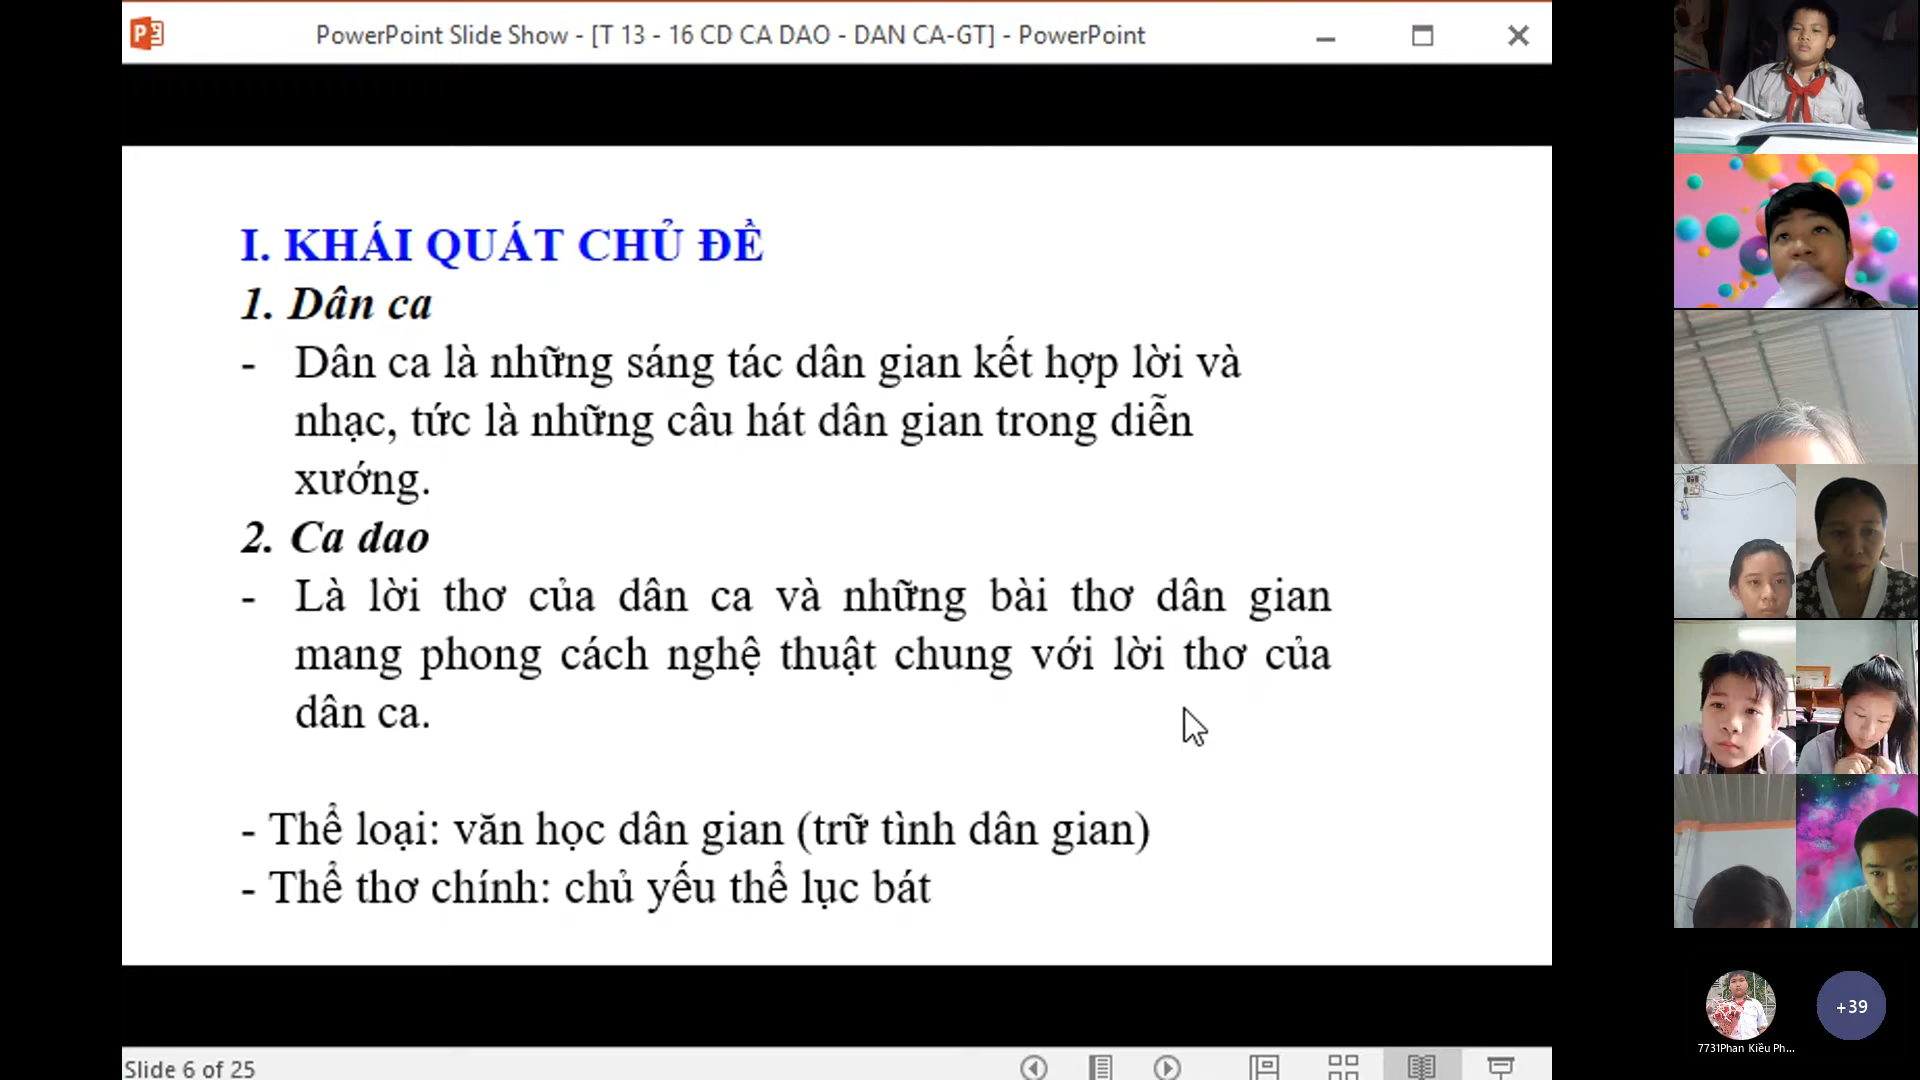 PowerPoint Slide Show - [T 13 - 16 CD CA DAO - DAN CA-GT] - PowerPoint
I. KHÁI QUÁT CHỦ ĐỀ
1. Dân ca
- Dân ca là những sáng tác dân gian kết hợp lời và
nhạc, tức là những câu hát dân gian trong diễn
xướng.
2. Ca dao
- Là lời thơ của dân ca và những bài thơ dân gian
mang phong cách nghệ thuật chung với lời thơ của
dân ca.
- Thể loại: văn học dân gian (trữ tình dân gian)
- Thể thơ chính: chủ yếu thể lục bát
Slide 6 of 25
+39
7731Phan Kiều Ph...